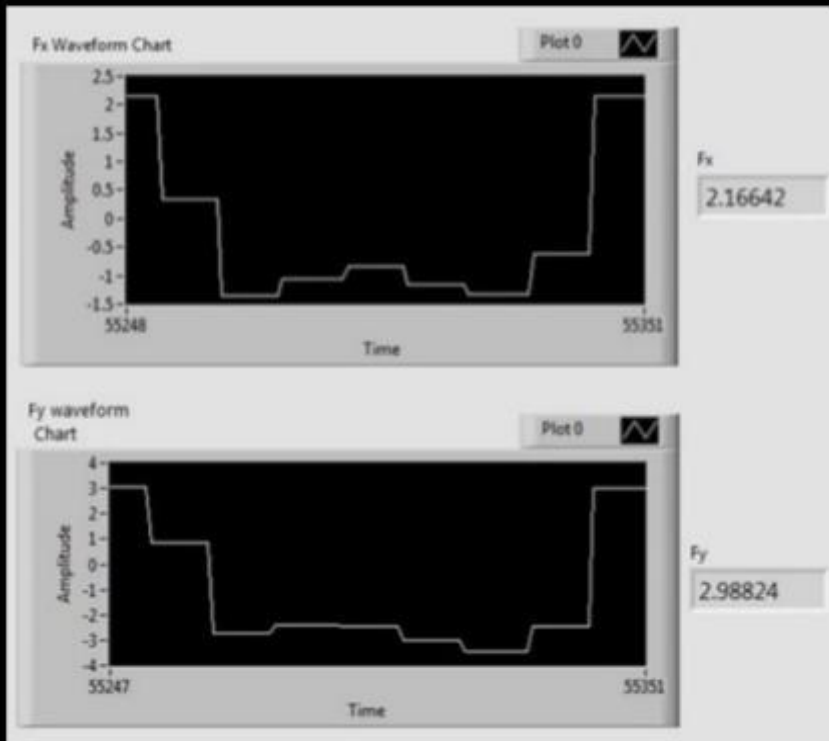 Fx Waveform Chart
Plot 0
Amplitude
2.5
2
1.5
1
0.5
0
-0.5
-1
-1.5
55248
55351
Time
Fx
2.16642
Fy waveform
Chart
Plot 0
Amplitude
4
3
2
1
0
-1
-2
-3
-4
55247
55351
Time
Fy
2.98824